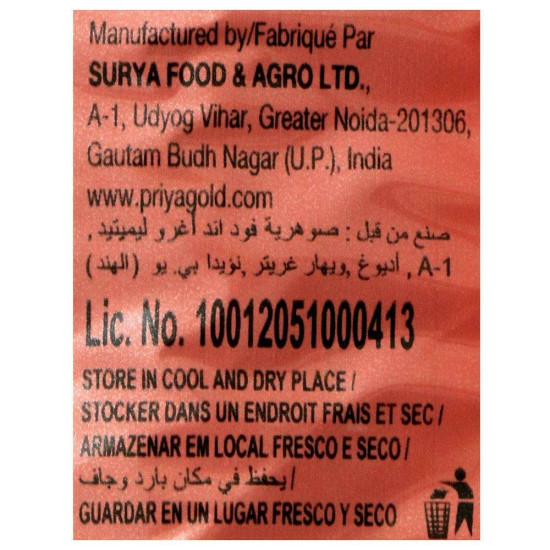 Manufactured by/Fabriqué Par
SURYA FOOD & AGRO LTD.,
A-1, Udyog Vihar, Greater Noida-201306,
Gautam Budh Nagar (U.P.), India
www.priyagold.com
صنع من قبل : صوهرية فود اند أغرو ليميتيد ,
A-1 , أديوغ ,ويهار غريتر ,نؤيدا بي. يو (الهند)
Lic. No. 10012051000413
STORE IN COOL AND DRY PLACE /
STOCKER DANS UN ENDROIT FRAIS ET SEC /
ARMAZENAR EM LOCAL FRESCO E SECO /
يحفظ في مكان بارد وجاف /
GUARDAR EN UN LUGAR FRESCO Y SECO